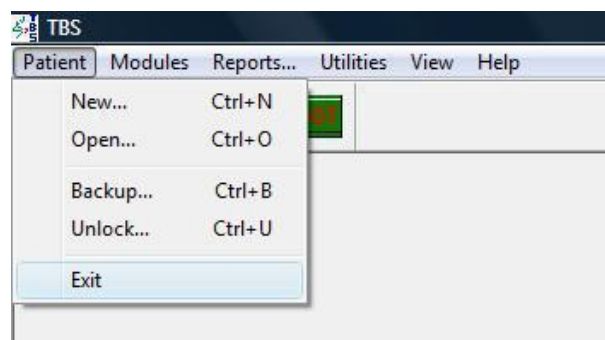 TBS
Patient Modules Reports... Utilities View Help
New... Ctrl+N
Open... Ctrl+O
Backup... Ctrl+B
Unlock... Ctrl+U
Exit